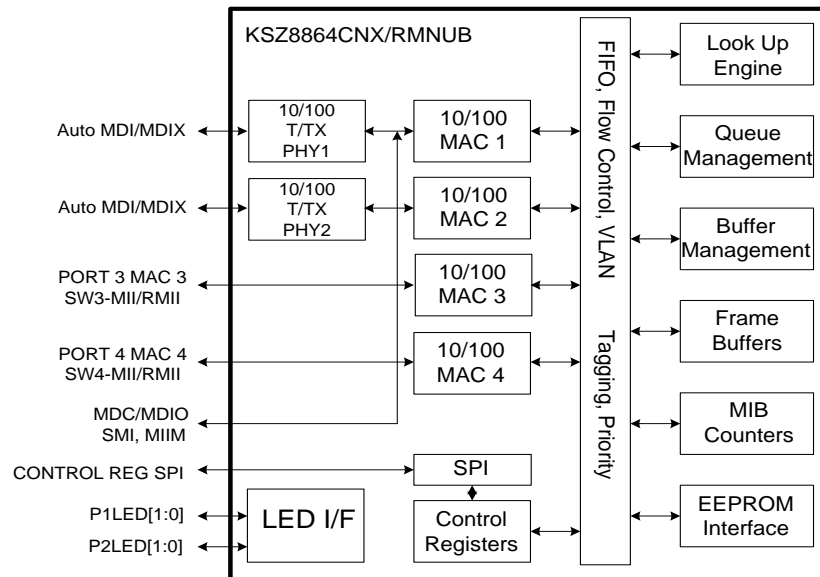 KSZ8864CNX/RMNUB
Auto MDI/MDIX
Auto MDI/MDIX
PORT 3 MAC 3
SW3-MII/RMII
PORT 4 MAC 4
SW4-MII/RMII
MDC/MDIO
SMI, MIIM
CONTROL REG SPI
P1LED[1:0]
P2LED[1:0]
10/100
T/TX
PHY1
10/100
T/TX
PHY2
LED I/F
10/100
MAC 1
10/100
MAC 2
10/100
MAC 3
10/100
MAC 4
SPI
Control
Registers
FIFO, Flow Control, VLAN Tagging, Priority
Look Up
Engine
Queue
Management
Buffer
Management
Frame
Buffers
MIB
Counters
EEPROM
Interface